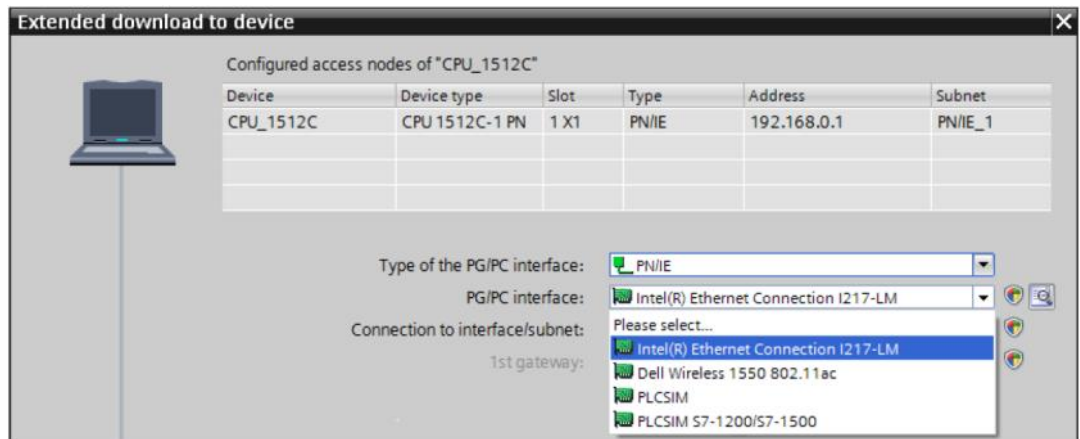 Extended download to device
Configured access nodes of "CPU_1512C"
Device Device type Slot Type Address Subnet
CPU_1512C CPU 1512C-1 PN 1 X1 PN/IE 192.168.0.1 PN/IE_1
Type of the PG/PC interface: PN/IE
PG/PC interface: Intel(R) Ethernet Connection I217-LM
Connection to interface/subnet: Please select...
Intel(R) Ethernet Connection I217-LM
1st gateway: Dell Wireless 1550 802.11ac
PLCSIM
PLCSIM S7-1200/S7-1500